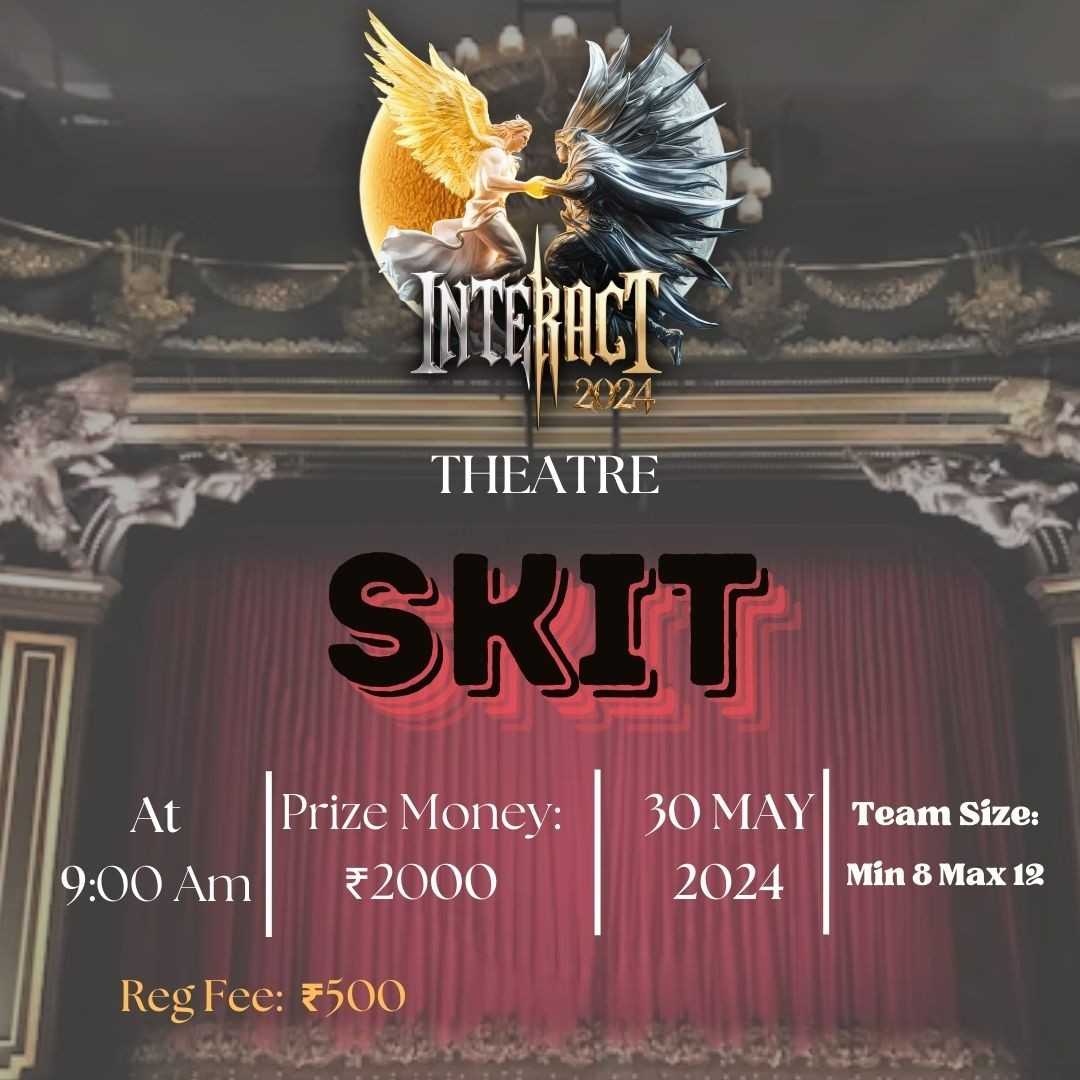 INTERACT
2024
THEATRE
SKIT
At
9:00 Am
Prize Money:
₹2000
30 MAY
2024
Team Size:
Min 8 Max 12
Reg Fee: ₹500